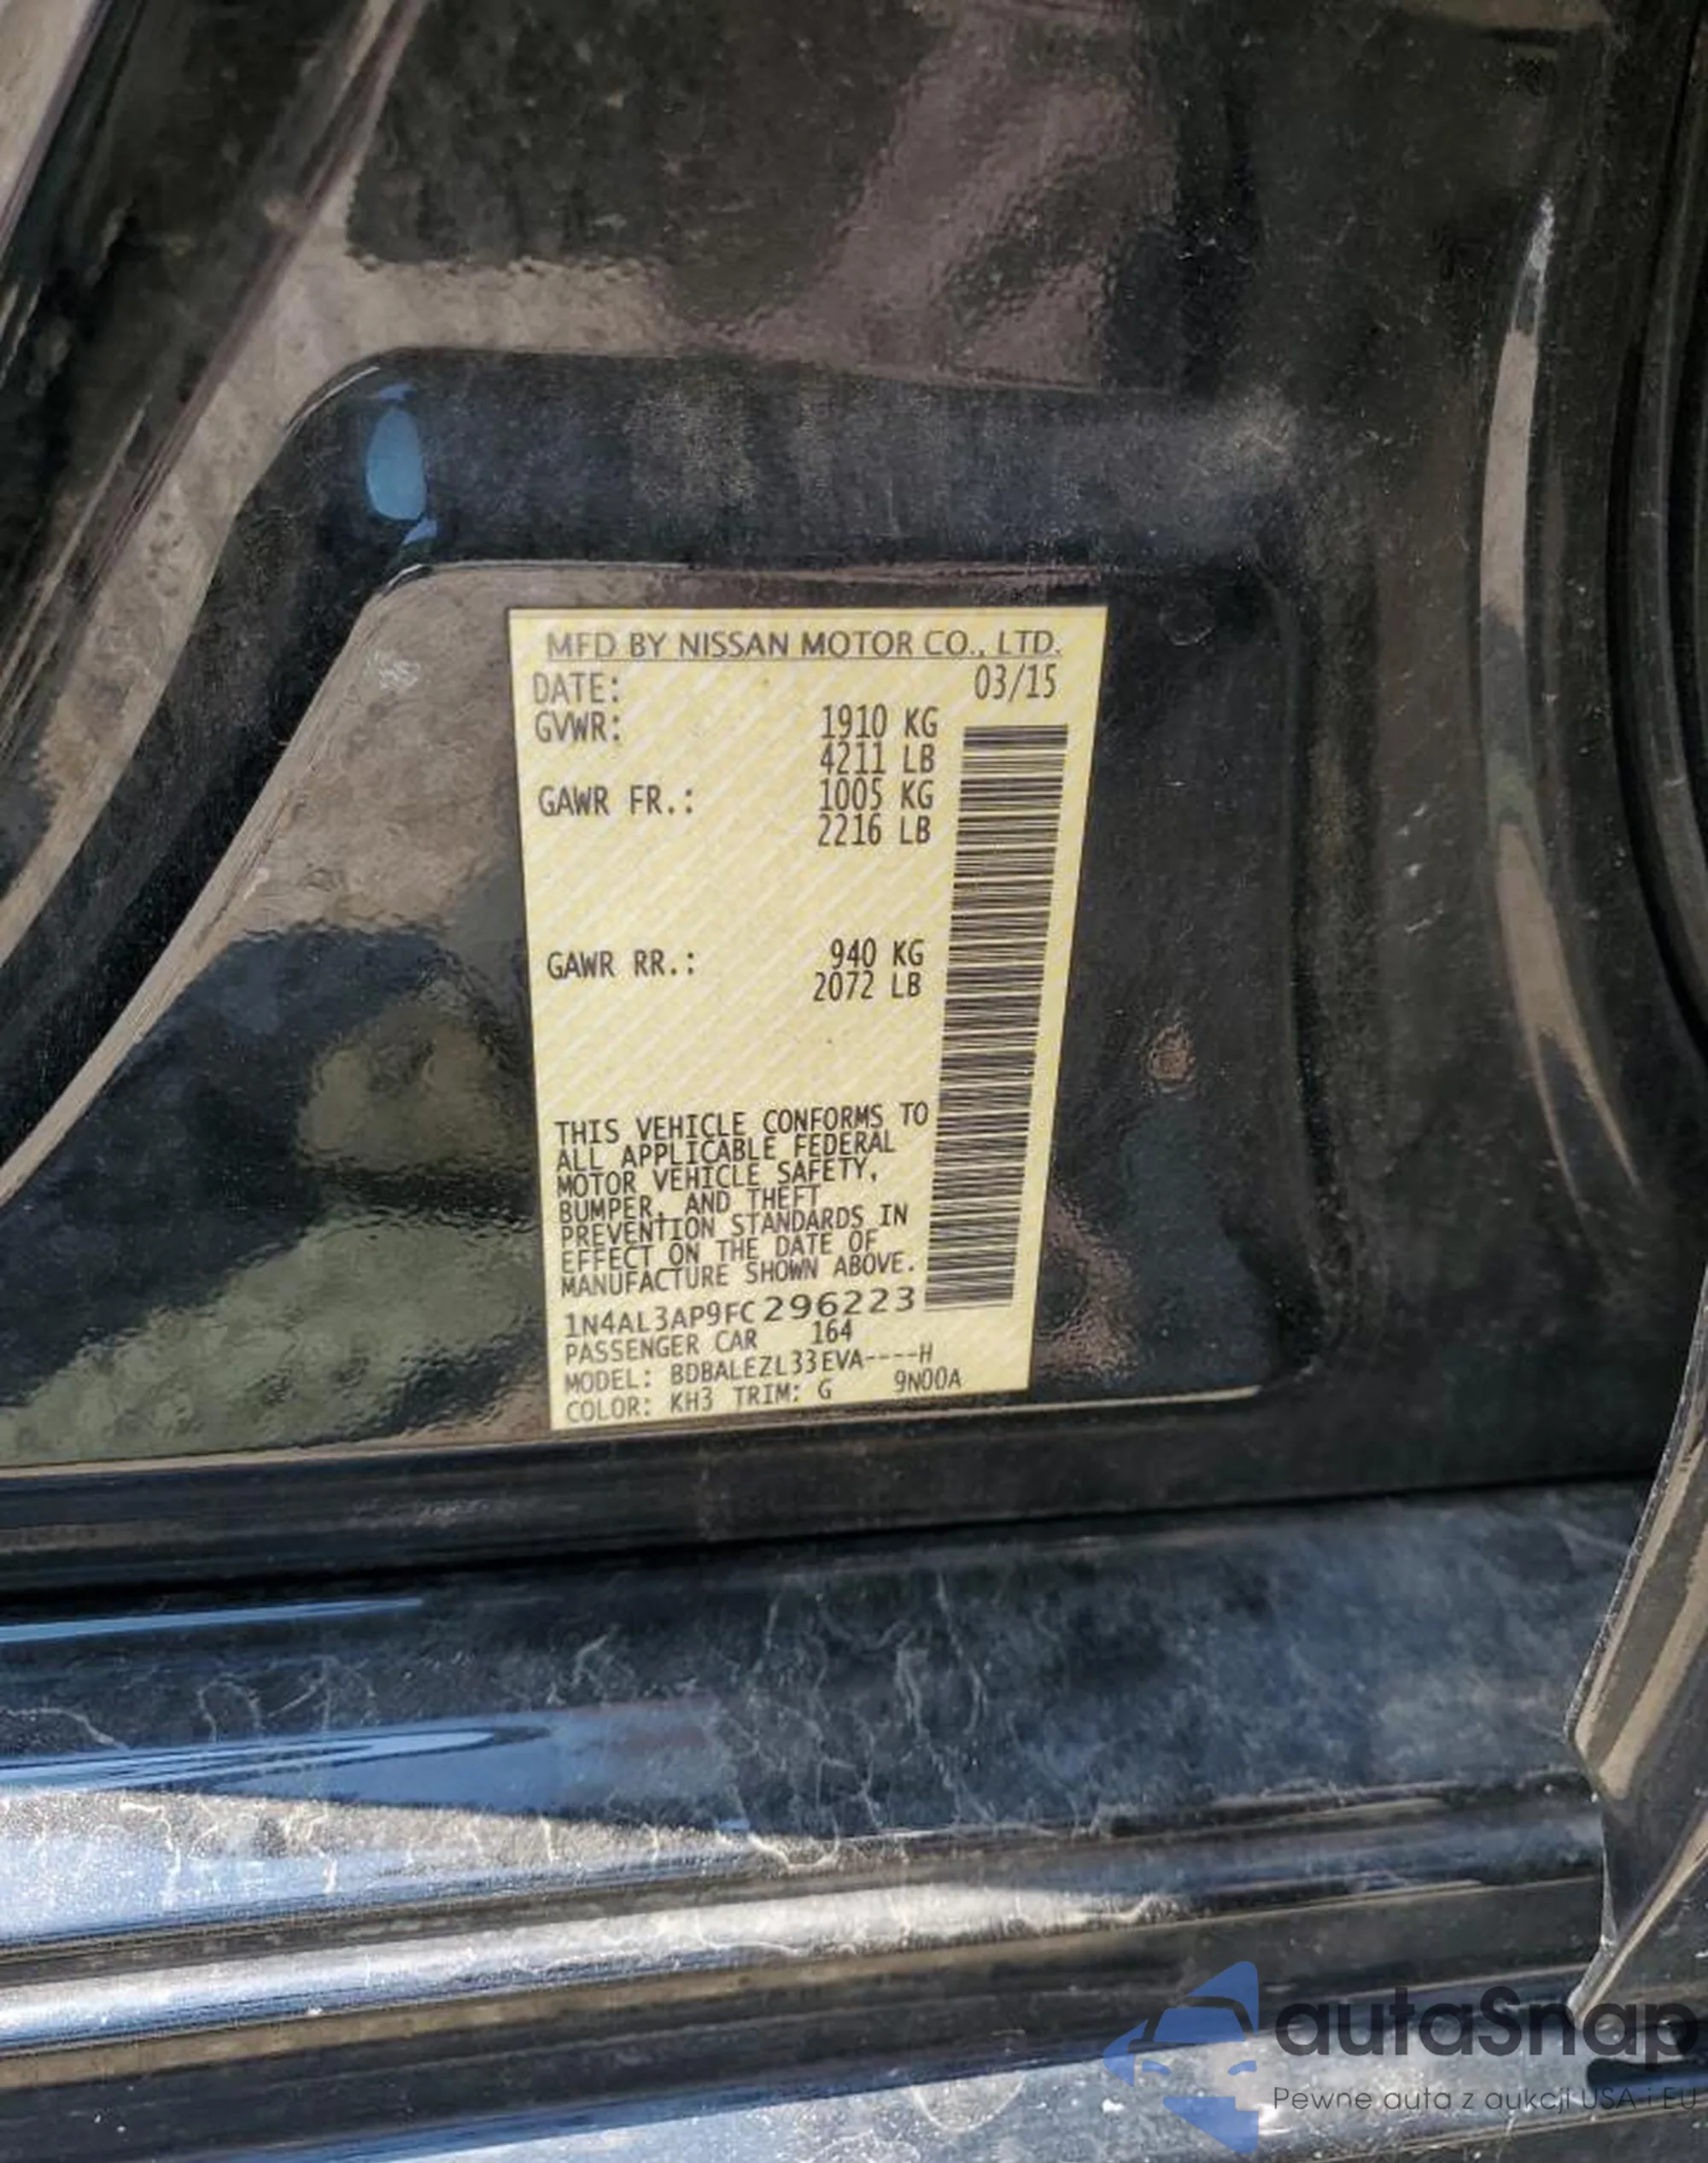 MFD BY NISSAN MOTOR CO., LTD.
DATE: 03/15
GVWR: 1910 KG
4211 LB
GAWR FR.: 1005 KG
2216 LB
GAWR RR.: 940 KG
2072 LB
THIS VEHICLE CONFORMS TO
ALL APPLICABLE FEDERAL
MOTOR VEHICLE SAFETY,
BUMPER, AND THEFT
PREVENTION STANDARDS IN
EFFECT ON THE DATE OF
MANUFACTURE SHOWN ABOVE.
1N4AL3AP9FC296223
PASSENGER CAR 164
MODEL: BDBALEZL33EVA----H
COLOR: KH3 TRIM: G 9N00A
autaSnap
Pewne auta z aukcji USA i EU